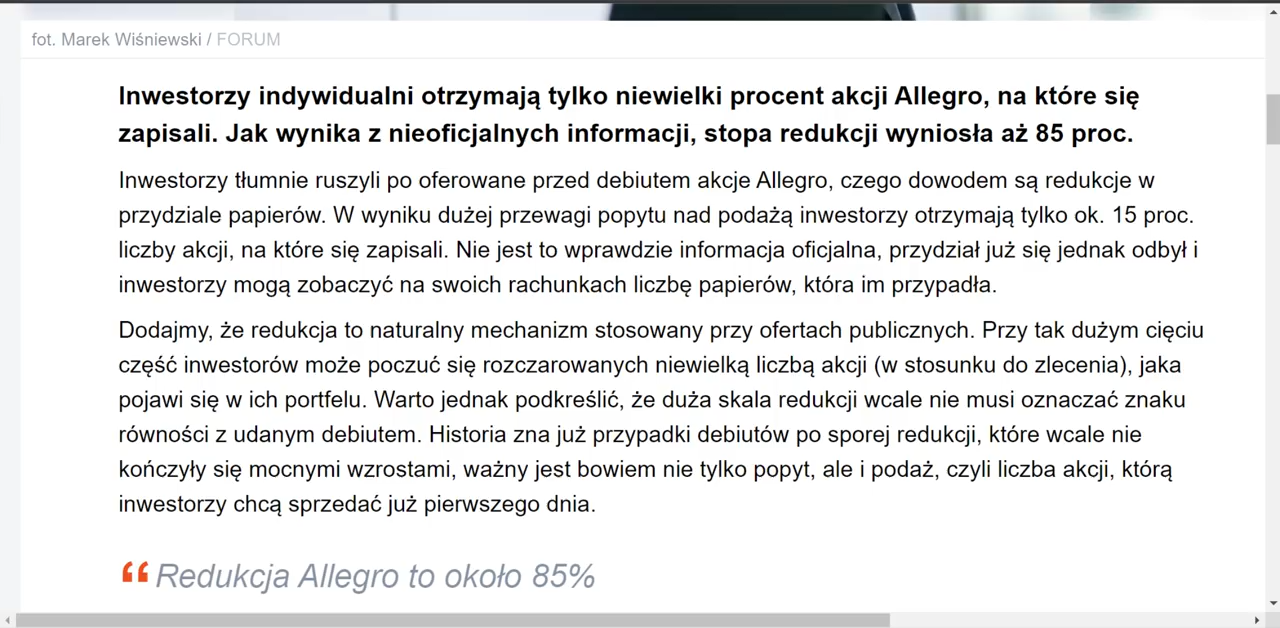 fot. Marek Wiśniewski / FORUM
Inwestorzy indywidualni otrzymają tylko niewielki procent akcji Allegro, na które się
zapisali. Jak wynika z nieoficjalnych informacji, stopa redukcji wyniosła aż 85 proc.
Inwestorzy tłumnie ruszyli po oferowane przed debiutem akcje Allegro, czego dowodem są redukcje w
przydziale papierów. W wyniku dużej przewagi popytu nad podażą inwestorzy otrzymają tylko ok. 15 proc.
liczby akcji, na które się zapisali. Nie jest to wprawdzie informacja oficjalna, przydział już się jednak odbył i
inwestorzy mogą zobaczyć na swoich rachunkach liczbę papierów, która im przypadła.
Dodajmy, że redukcja to naturalny mechanizm stosowany przy ofertach publicznych. Przy tak dużym cięciu
część inwestorów może poczuć się rozczarowanych niewielką liczbą akcji (w stosunku do zlecenia), jaka
pojawi się w ich portfelu. Warto jednak podkreślić, że duża skala redukcji wcale nie musi oznaczać znaku
równości z udanym debiutem. Historia zna już przypadki debiutów po sporej redukcji, które wcale nie
kończyły się mocnymi wzrostami, ważny jest bowiem nie tylko popyt, ale i podaż, czyli liczba akcji, którą
inwestorzy chcą sprzedać już pierwszego dnia.
“Redukcja Allegro to około 85%